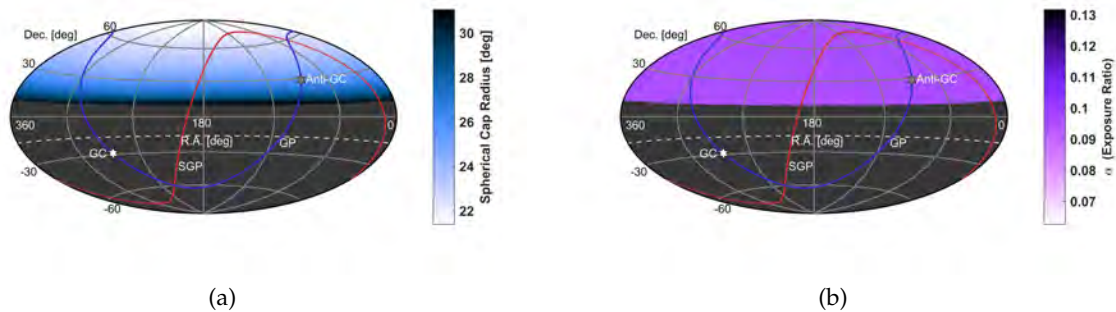 60
Dec. [deg]
30
Anti-GC
360
180
0
R.A. [deg]
GC
GP
-30
SGP
-60
30
28
26
24
22
Spherical Cap Radius [deg]
(a)
60
Dec. [deg]
30
Anti-GC
360
180
0
R.A. [deg]
GC
GP
-30
SGP
-60
0.13
0.12
0.11
0.1
0.09
0.08
0.07
α (Exposure Ratio)
(b)